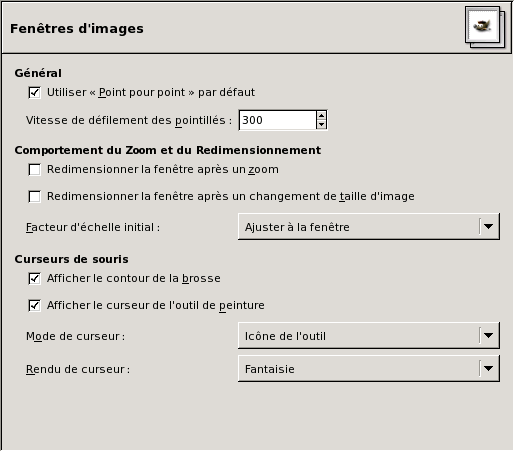 Fenêtres d'images
Général
Utiliser « Point pour point » par défaut
Vitesse de défilement des pointillés : 300
Comportement du Zoom et du Redimensionnement
Redimensionner la fenêtre après un zoom
Redimensionner la fenêtre après un changement de taille d'image
Facteur d'échelle initial : Ajuster à la fenêtre
Curseurs de souris
Afficher le contour de la brosse
Afficher le curseur de l'outil de peinture
Mode de curseur : Icône de l'outil
Rendu de curseur : Fantaisie